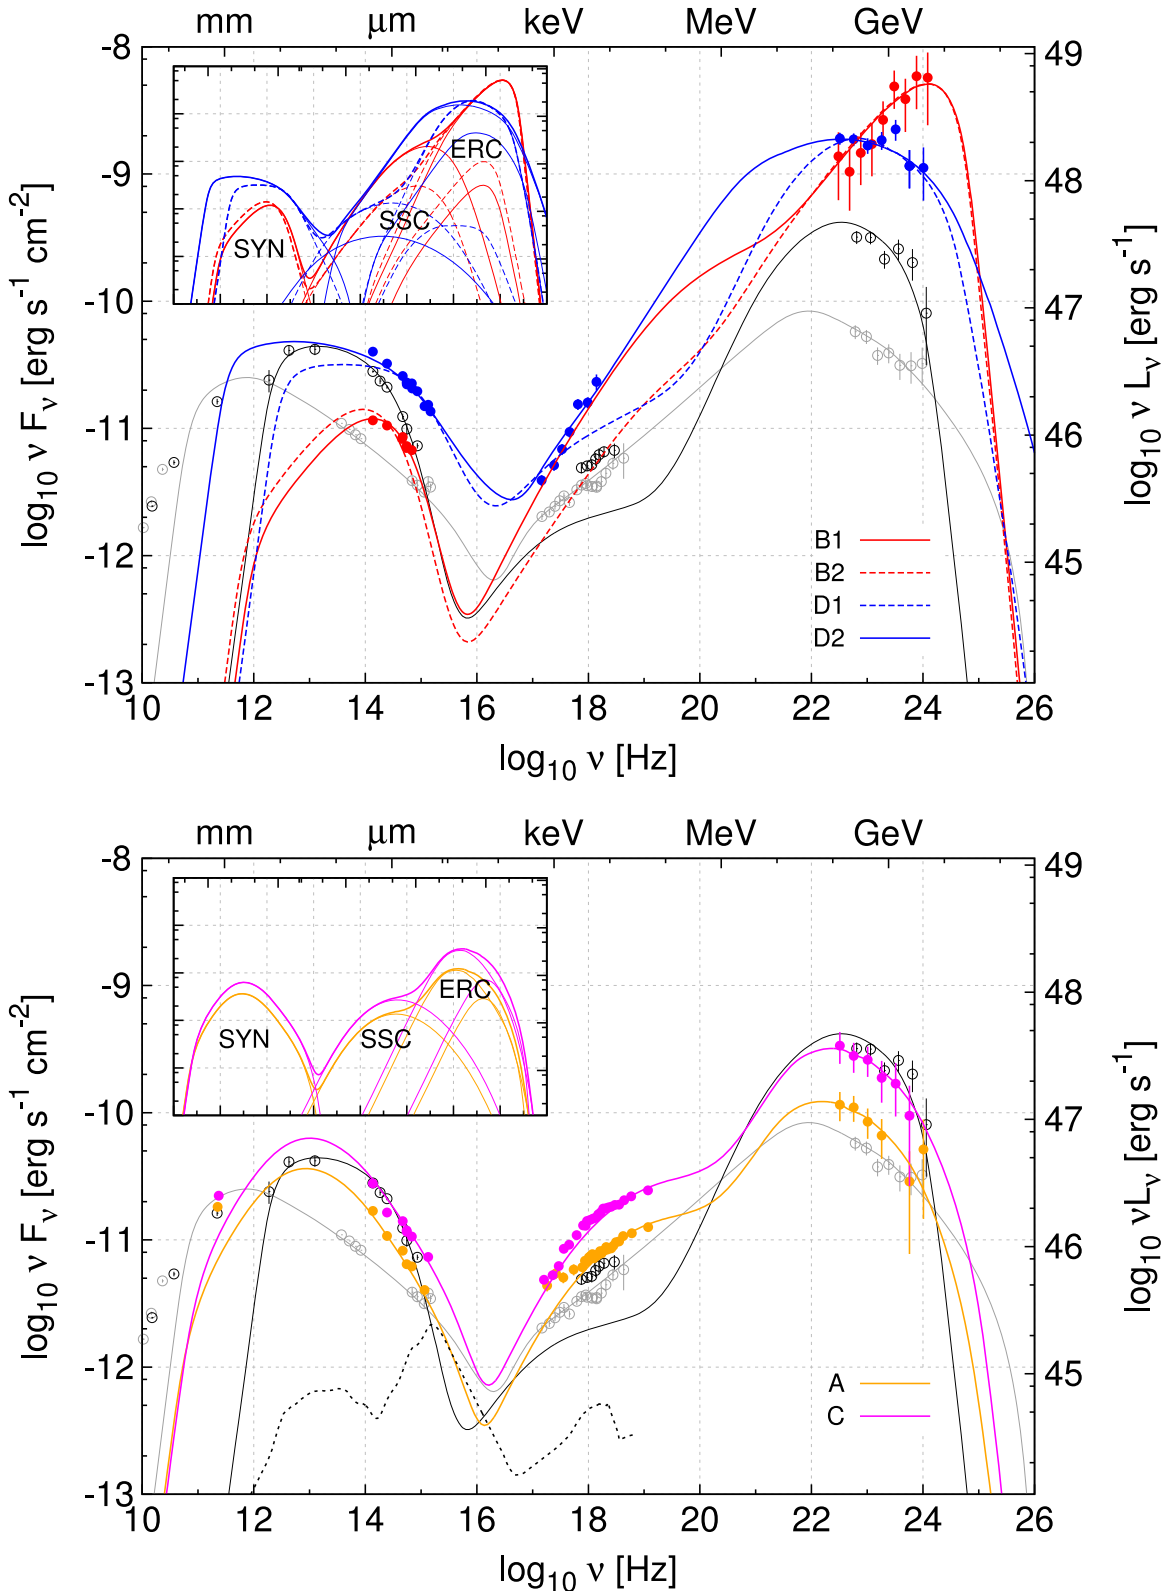 mm μm keV MeV GeV
-8 -9 -10 -11 -12 -13
49 48 47 46 45
log10 ν Fν [erg s-1 cm-2]
log10 ν Lν [erg s-1]
SYN SSC ERC
B1
B2
D1
D2
10 12 14 16 18 20 22 24 26
log10 ν [Hz]
mm μm keV MeV GeV
-8 -9 -10 -11 -12 -13
49 48 47 46 45
log10 ν Fν [erg s-1 cm-2]
log10 νLν [erg s-1]
SYN SSC ERC
A
C
10 12 14 16 18 20 22 24 26
log10 ν [Hz]